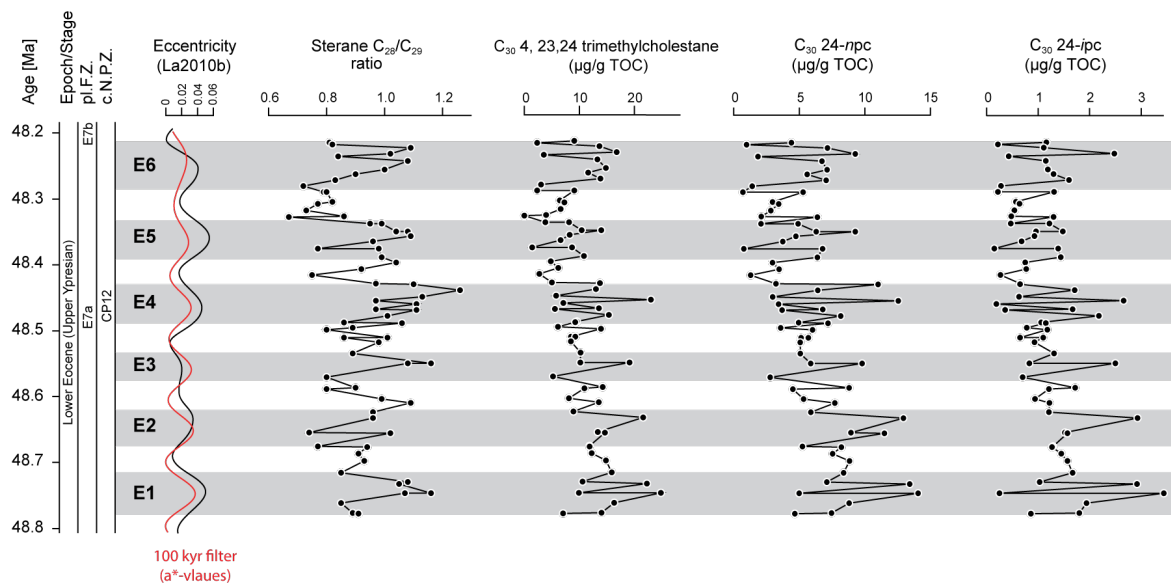 Age [Ma]
Epoch/Stage
pl.F.Z.
c.N.P.Z.
Eccentricity
(La2010b)
0
0.02
0.04
0.06
Sterane C28/C29
ratio
0.6 0.8 1.0 1.2
C30 4, 23,24 trimethylcholestane
(µg/g TOC)
0 10 20
C30 24-npc
(µg/g TOC)
0 5 10 15
C30 24-ipc
(µg/g TOC)
0 1 2 3
48.2
48.3
48.4
48.5
48.6
48.7
48.8
Lower Eocene (Upper Ypresian)
E7b
E7a
CP12
E6
E5
E4
E3
E2
E1
100 kyr filter
(a*-vlaues)